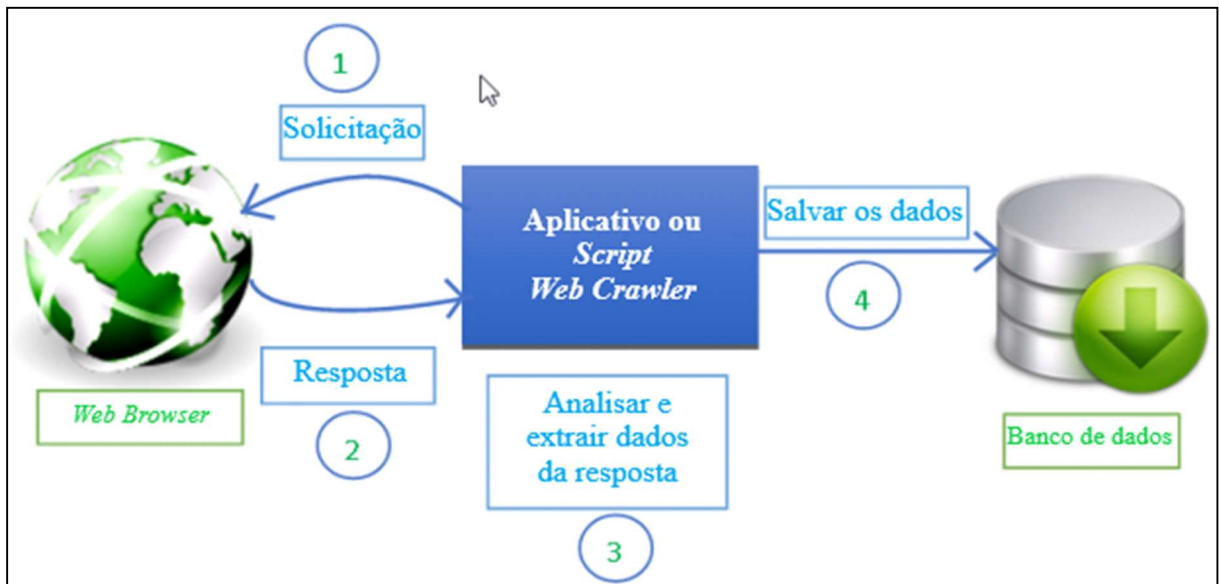 1
Solicitação
Web Browser
Resposta
2
Aplicativo ou
Script
Web Crawler
Analisar e
extrair dados
da resposta
3
Salvar os dados
4
Banco de dados